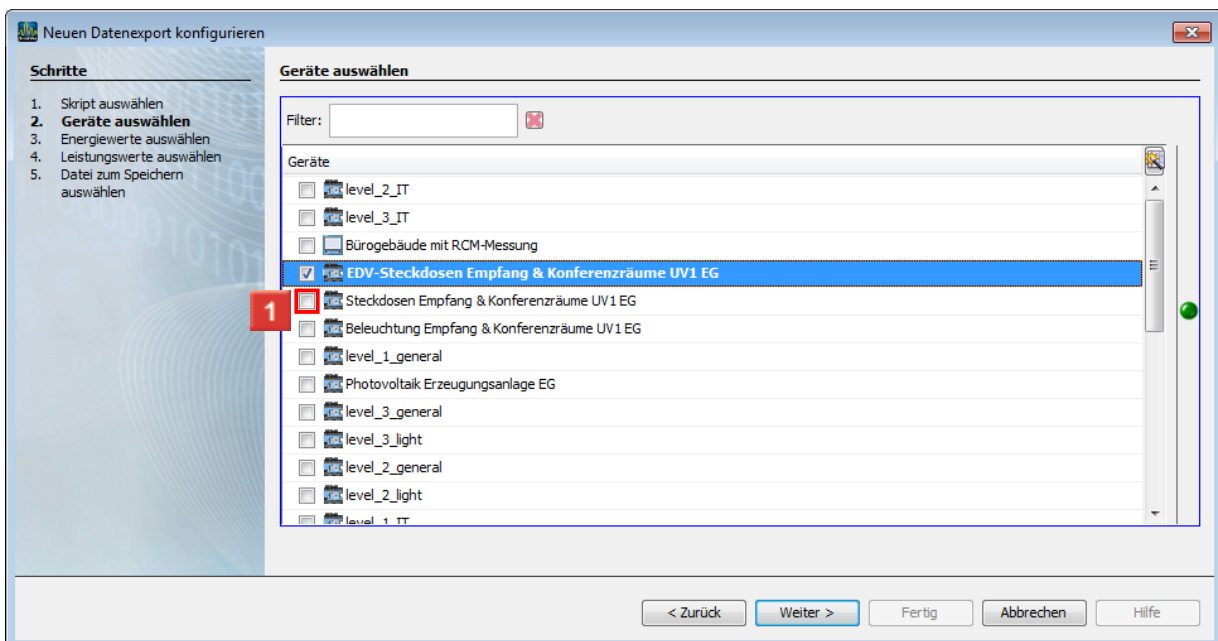 Neuen Datenexport konfigurieren
Schritte
1. Skript auswählen
2. Geräte auswählen
3. Energiewerte auswählen
4. Leistungswerte auswählen
5. Datei zum Speichern
auswählen
Geräte auswählen
Filter:
Geräte
level_2_IT
level_3_IT
Bürogebäude mit RCM-Messung
EDV-Steckdosen Empfang & Konferenzräume UV1 EG
1
Steckdosen Empfang & Konferenzräume UV1 EG
Beleuchtung Empfang & Konferenzräume UV1 EG
level_1_general
Photovoltaik Erzeugungsanlage EG
level_3_general
level_3_light
level_2_general
level_2_light
level_1_IT
< Zurück
Weiter >
Fertig
Abbrechen
Hilfe